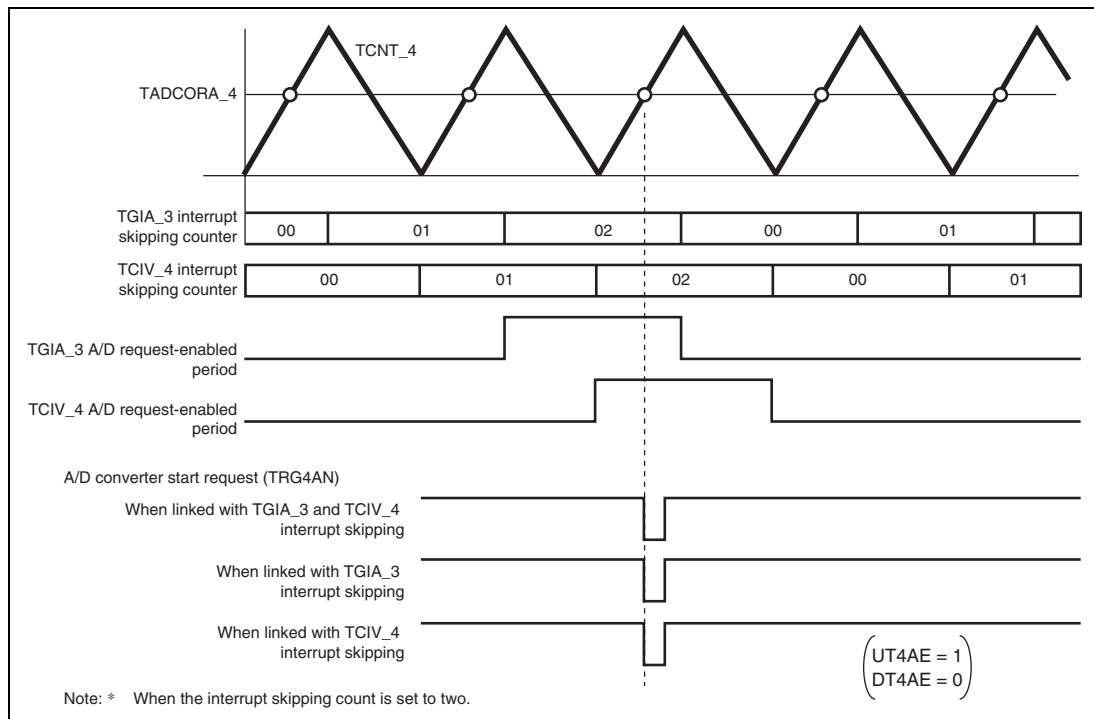 TCNT_4
TADCORA_4
TGIA_3 interrupt
skipping counter
00 01 02 00 01
TCIV_4 interrupt
skipping counter
00 01 02 00 01
TGIA_3 A/D request-enabled
period
TCIV_4 A/D request-enabled
period
A/D converter start request (TRG4AN)
When linked with TGIA_3 and TCIV_4
interrupt skipping
When linked with TGIA_3
interrupt skipping
When linked with TCIV_4
interrupt skipping
UT4AE = 1
DT4AE = 0
Note: * When the interrupt skipping count is set to two.